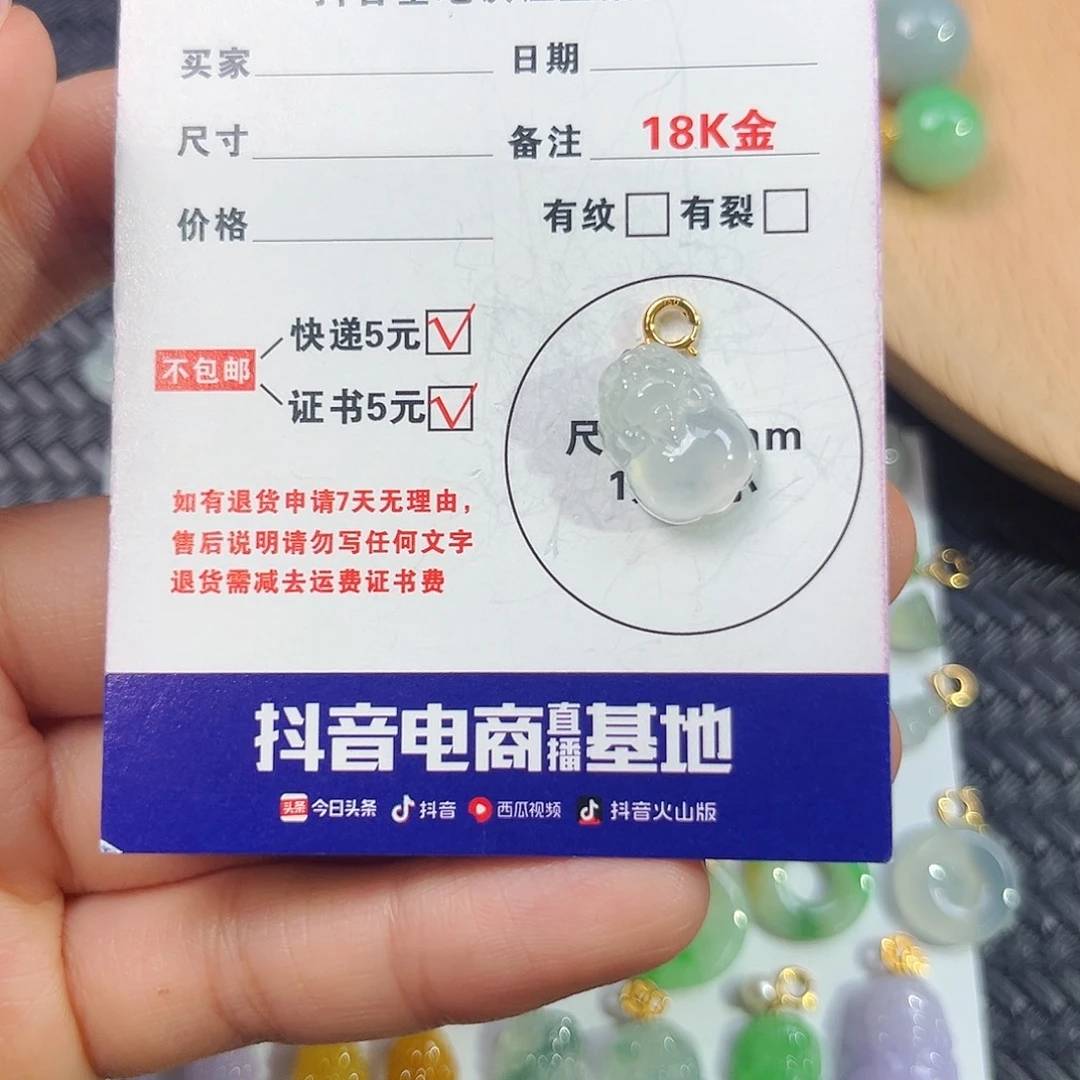 买家 日期
尺寸 备注 18K金
价格 有纹 有裂
不包邮 快递5元
证书5元
尺 mm
如有退货申请7天无理由，
售后说明请勿写任何文字
退货需减去运费证书费
抖音电商直播基地
头条 今日头条 抖音 西瓜视频 抖音火山版